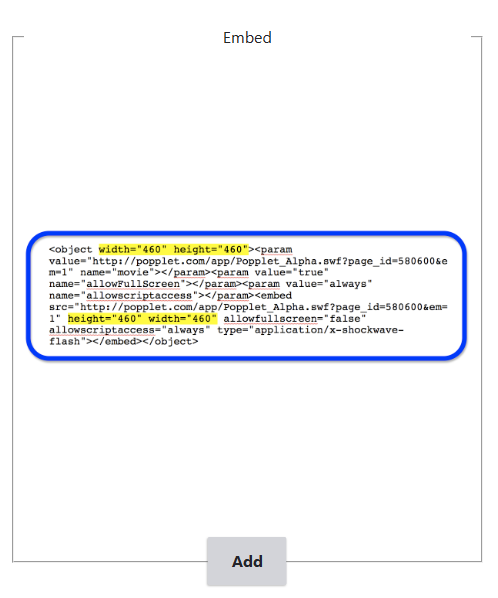 Embed
<object width="460" height="460"><param
value="http://popplet.com/app/Popplet_Alpha.swf?page_id=580600&e
m=1" name="movie"></param><param value="true"
name="allowFullScreen"></param><param value="always"
name="allowscriptaccess"></param><embed
src="http://popplet.com/app/Popplet_Alpha.swf?page_id=580600&em=
1" height="460" width="460" allowfullscreen="false"
allowscriptaccess="always" type="application/x-shockwave-
flash"></embed></object>
Add